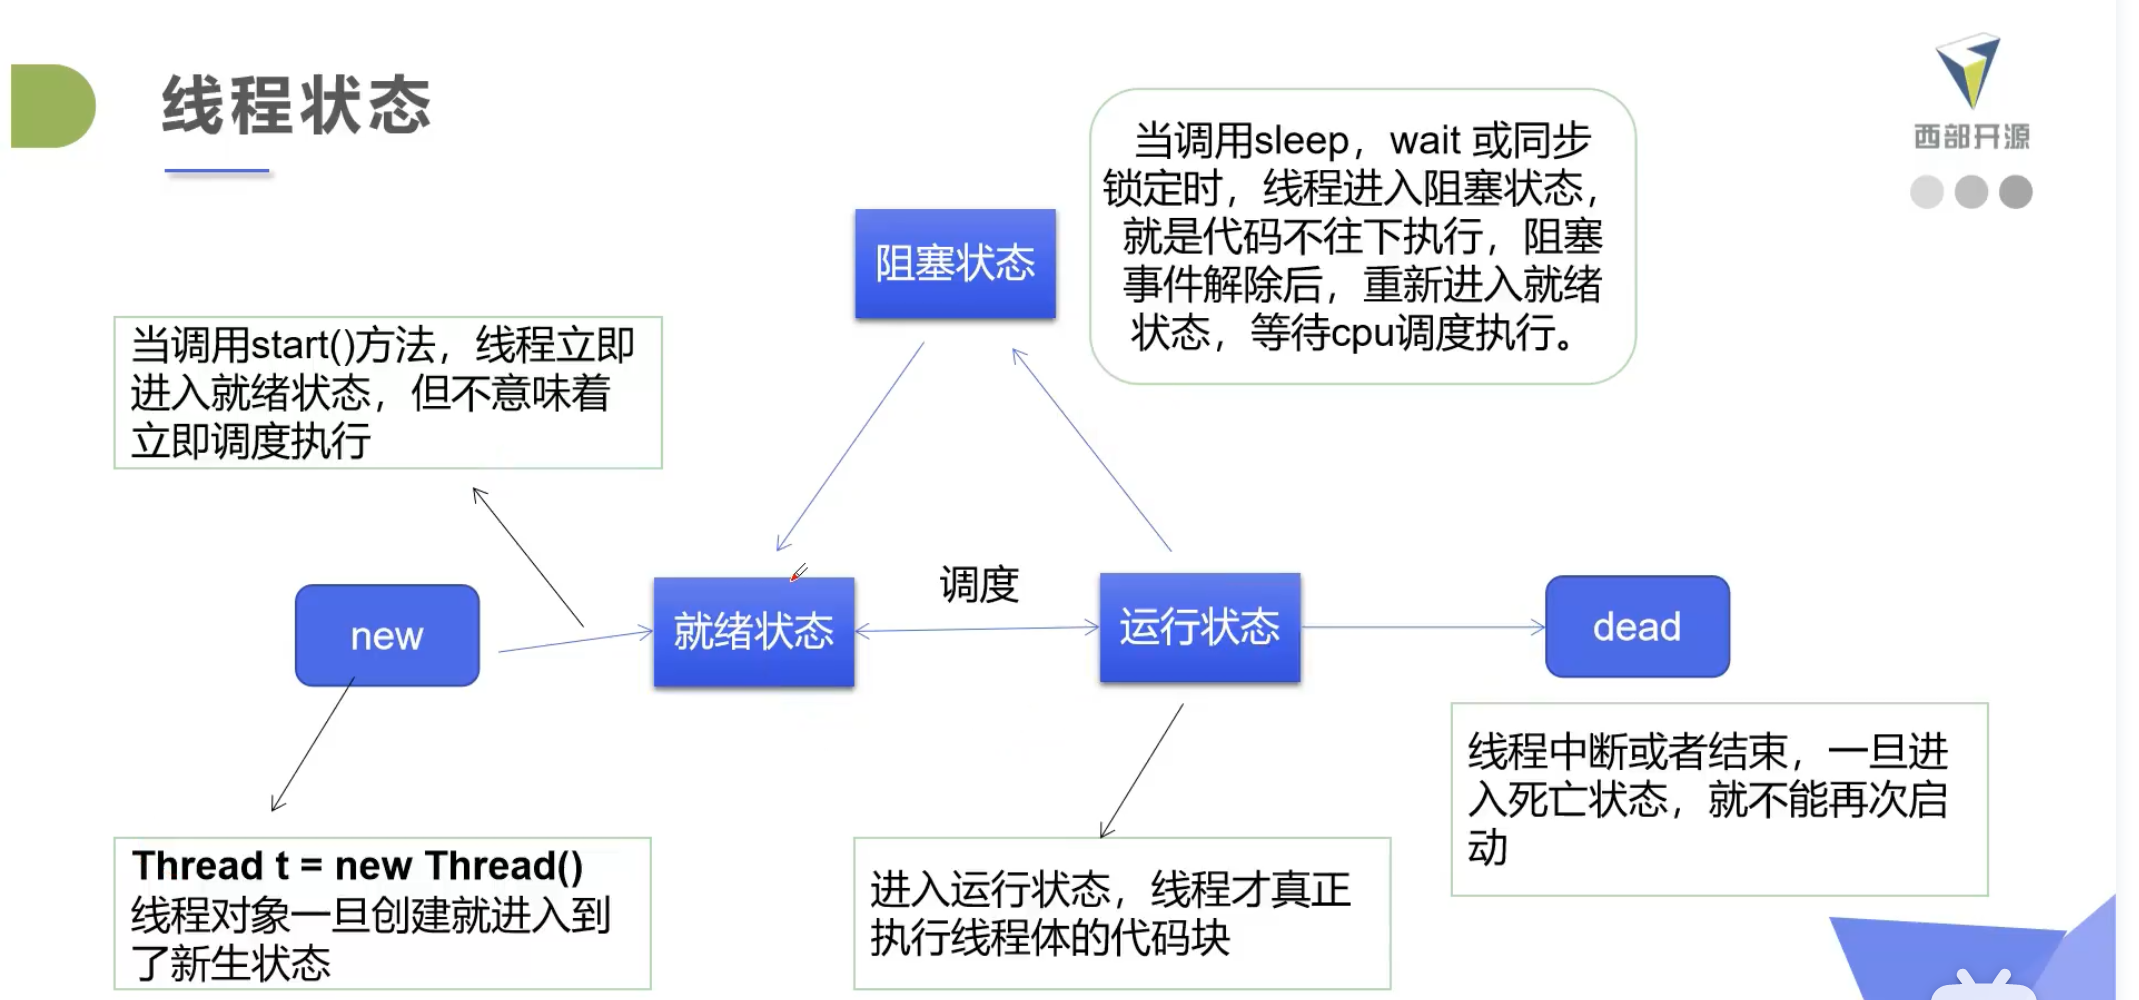 线程状态
西部开源
当调用sleep，wait 或同步
锁定时，线程进入阻塞状态，
就是代码不往下执行，阻塞
事件解除后，重新进入就绪
状态，等待cpu调度执行。
阻塞状态
当调用start()方法，线程立即
进入就绪状态，但不意味着
立即调度执行
调度
new
就绪状态
运行状态
dead
线程中断或者结束，一旦进
入死亡状态，就不能再次启
动
Thread t = new Thread()
线程对象一旦创建就进入到
了新生状态
进入运行状态，线程才真正
执行线程体的代码块